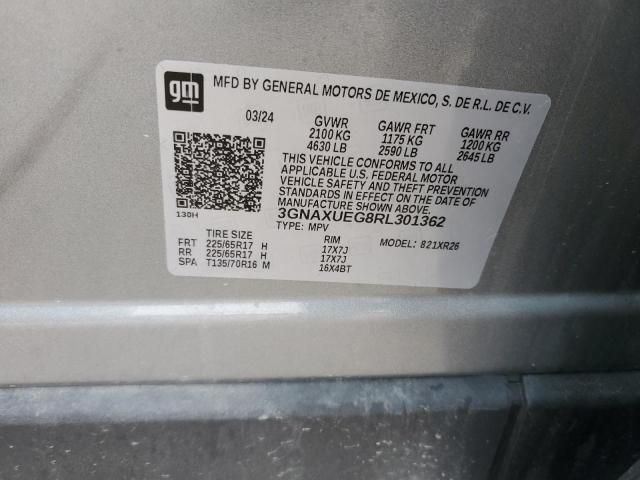 gm
MFD BY GENERAL MOTORS DE MEXICO, S. DE R.L. DE C.V.
03/24 GVWR GAWR FRT GAWR RR
2100 KG 1175 KG 1200 KG
4630 LB 2590 LB 2645 LB
THIS VEHICLE CONFORMS TO ALL
APPLICABLE U.S. FEDERAL MOTOR
VEHICLE SAFETY AND THEFT PREVENTION
STANDARDS IN EFFECT ON THE DATE OF
MANUFACTURE SHOWN ABOVE.
130H 3GNAXUEG8RL301362
TYPE: MPV
TIRE SIZE RIM MODEL: 821XR26
FRT 225/65R17 H 17X7J
RR 225/65R17 H 17X7J
SPA T135/70R16 M 16X4BT